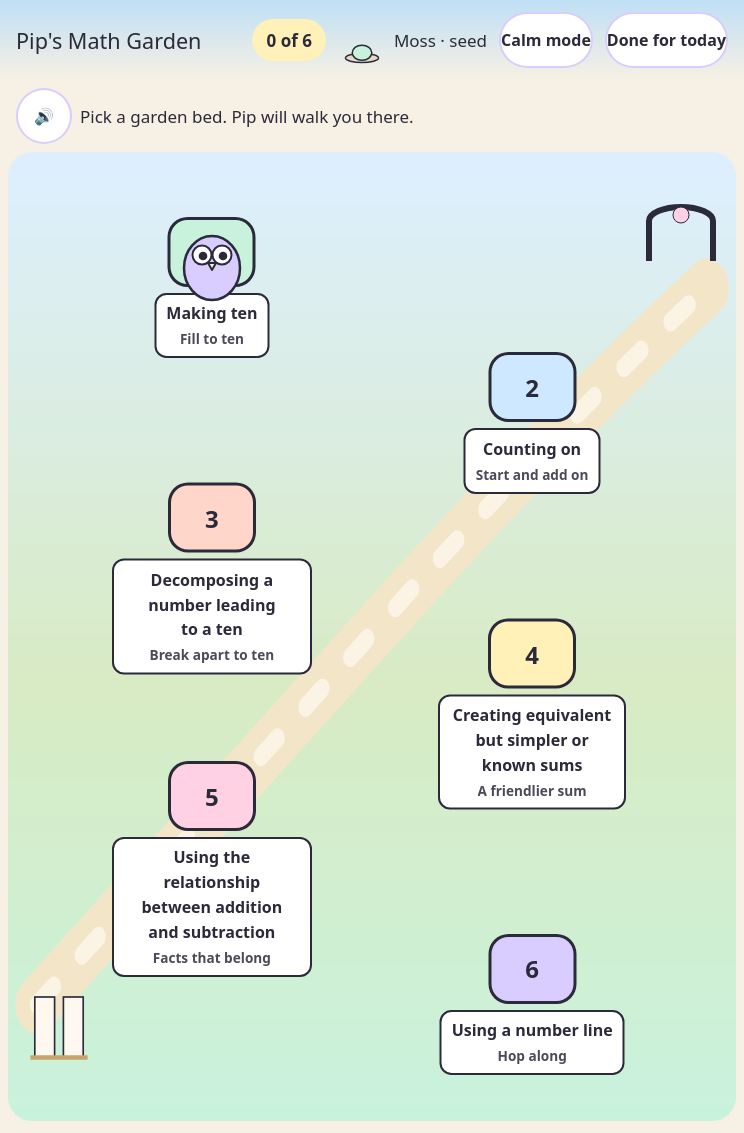 Pip's Math Garden
0 of 6
Moss · seed
Calm mode
Done for today
Pick a garden bed. Pip will walk you there.
Making ten
Fill to ten
2
Counting on
Start and add on
3
Decomposing a
number leading
to a ten
Break apart to ten
4
Creating equivalent
but simpler or
known sums
A friendlier sum
5
Using the
relationship
between addition
and subtraction
Facts that belong
6
Using a number line
Hop along